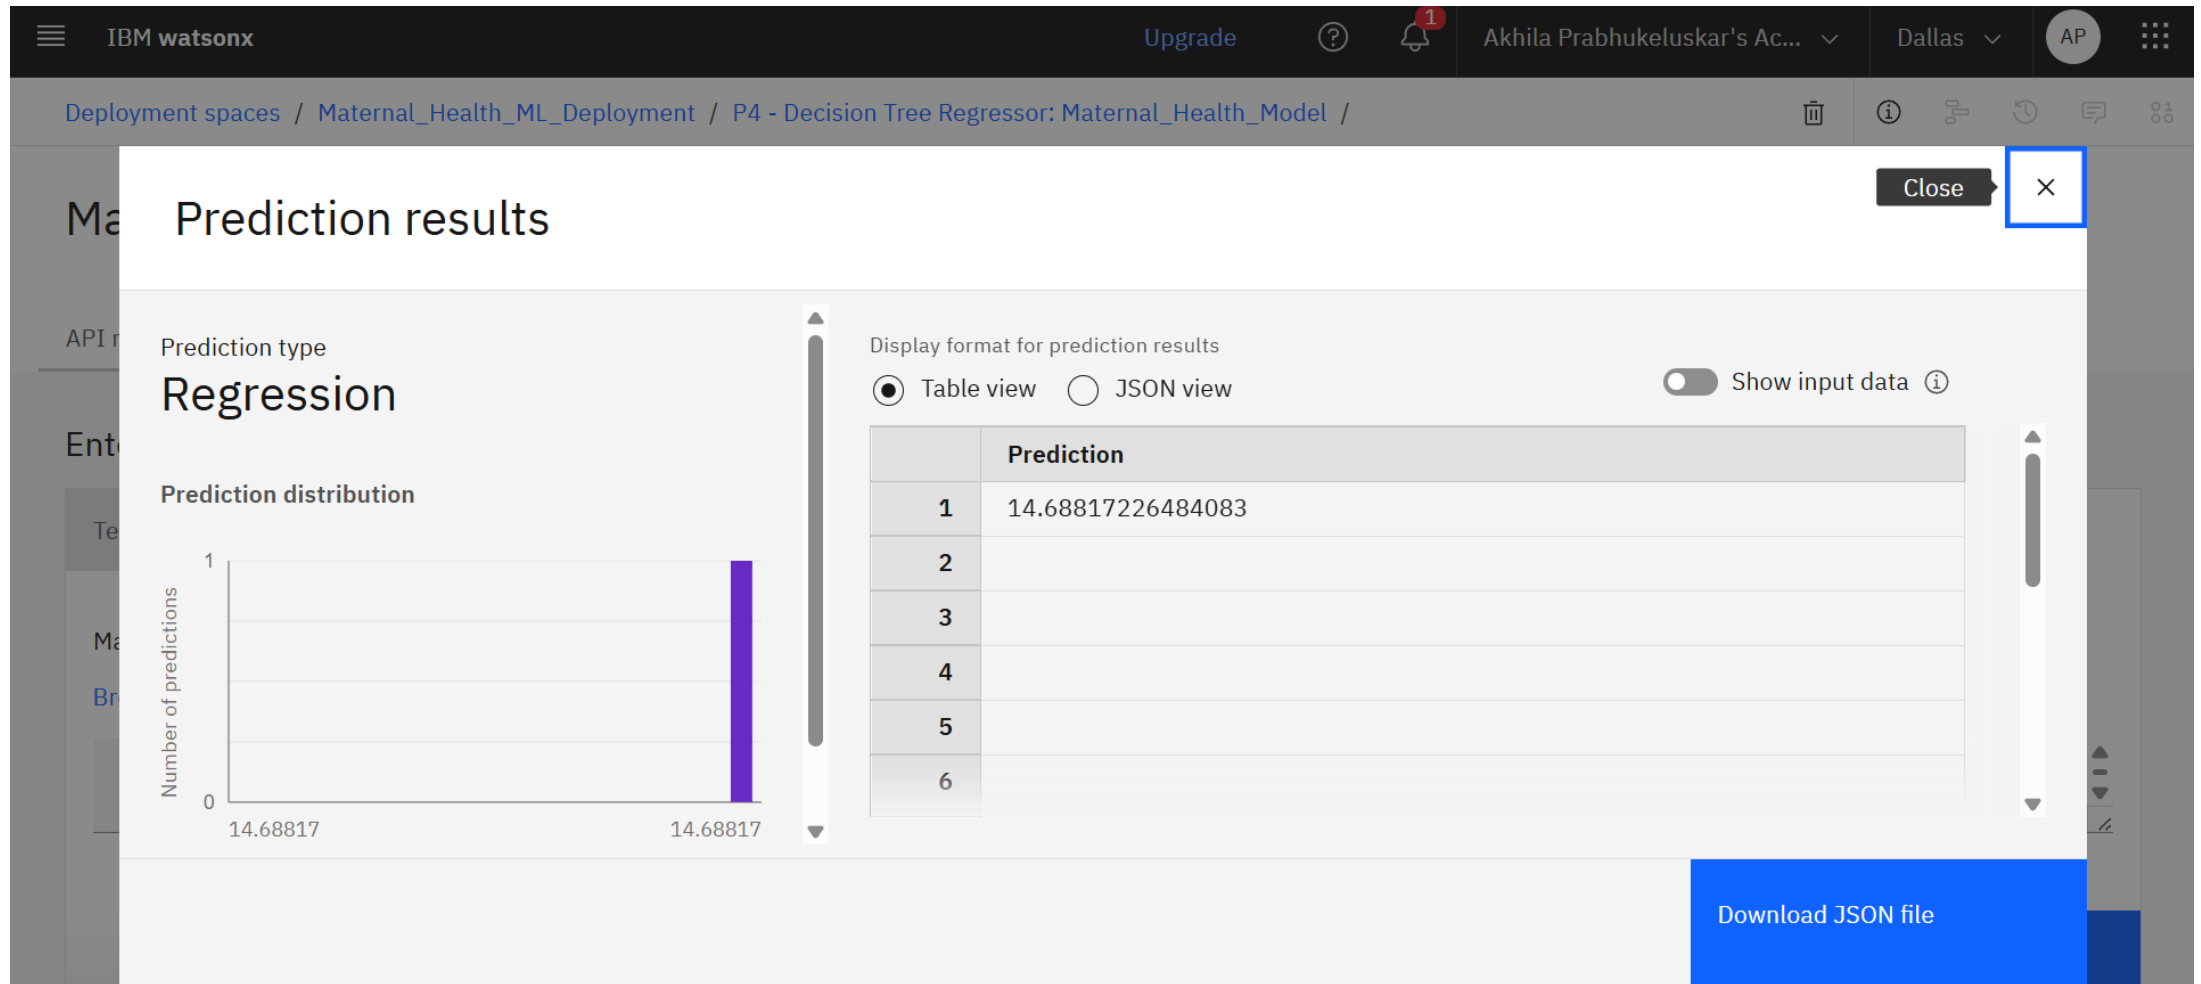 IBM watsonx
Upgrade
1
Akhila Prabhukeluskar's Ac...
Dallas
AP
Deployment spaces / Maternal_Health_ML_Deployment / P4 - Decision Tree Regressor: Maternal_Health_Model /
Ma
Prediction results
Close
API r
Prediction type
Regression
Display format for prediction results
Table view
JSON view
Show input data
Ent
Prediction distribution
Te
Ma
Br
Number of predictions
1
0
14.68817
14.68817
Prediction
1 14.68817226484083
2
3
4
5
6
Download JSON file